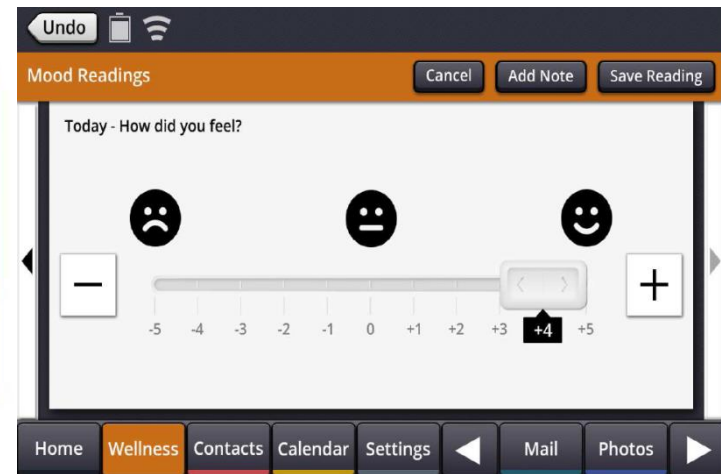 Undo
Mood Readings Cancel Add Note Save Reading
Today - How did you feel?
-5 -4 -3 -2 -1 0 +1 +2 +3 +4 +5
Home Wellness Contacts Calendar Settings Mail Photos